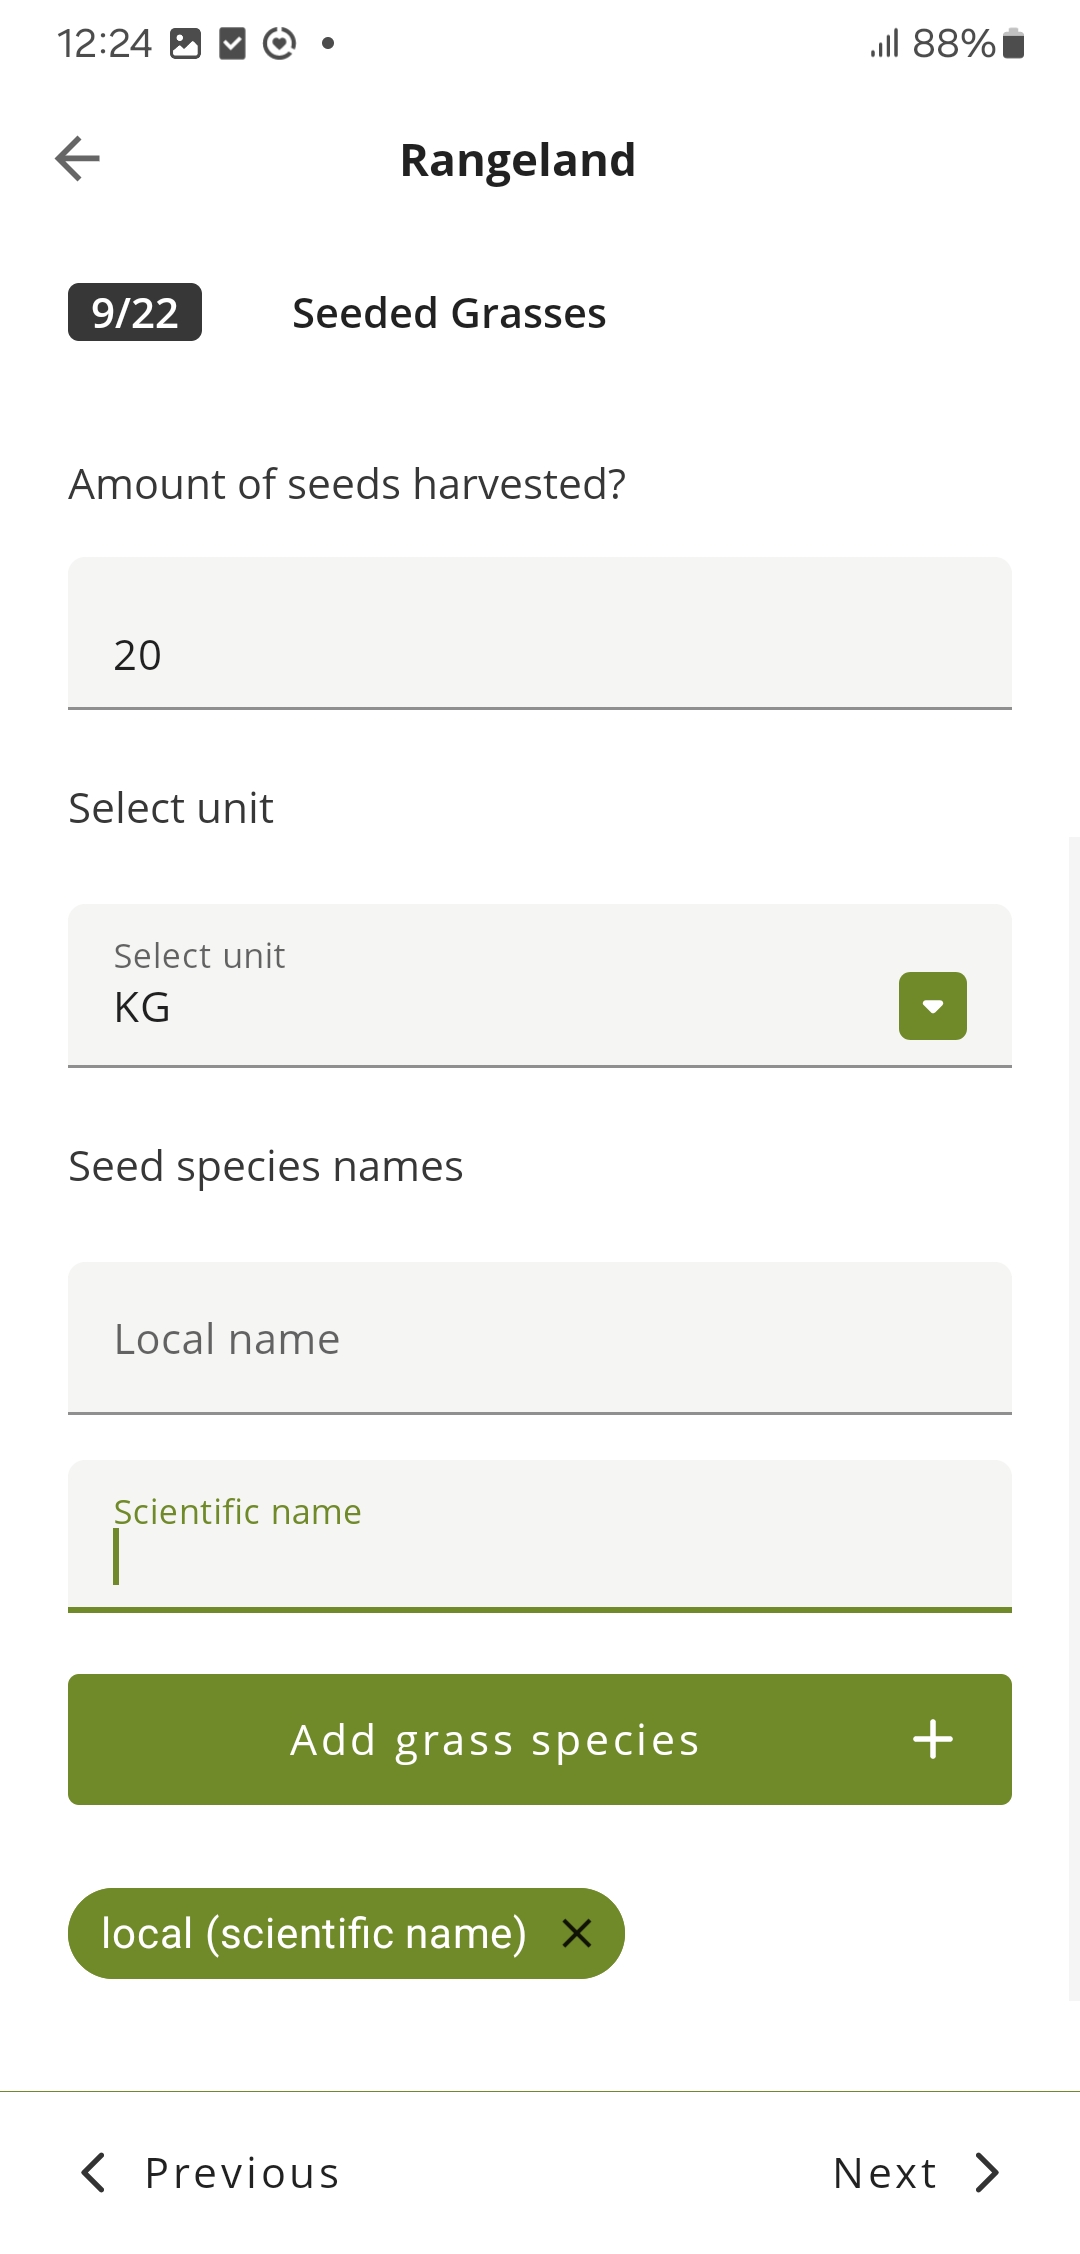 12:24 88%
Rangeland
9/22 Seeded Grasses
Amount of seeds harvested?
20
Select unit
Select unit
KG
Seed species names
Local name
Scientific name
Add grass species
local (scientific name)
Previous Next